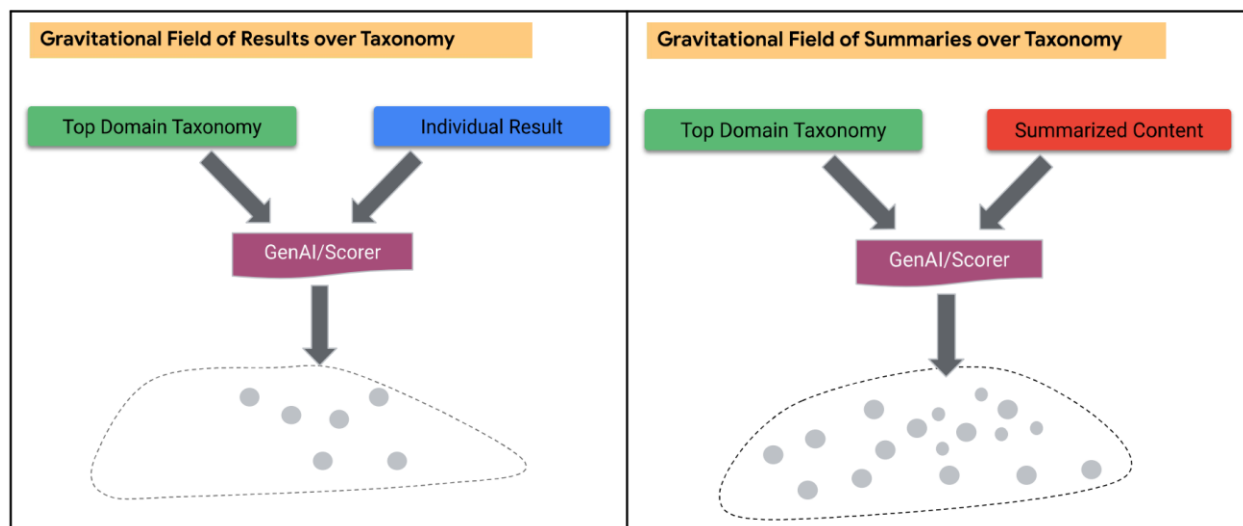 Gravitational Field of Results over Taxonomy
Top Domain Taxonomy
Individual Result
GenAI/Scorer
Gravitational Field of Summaries over Taxonomy
Top Domain Taxonomy
Summarized Content
GenAI/Scorer